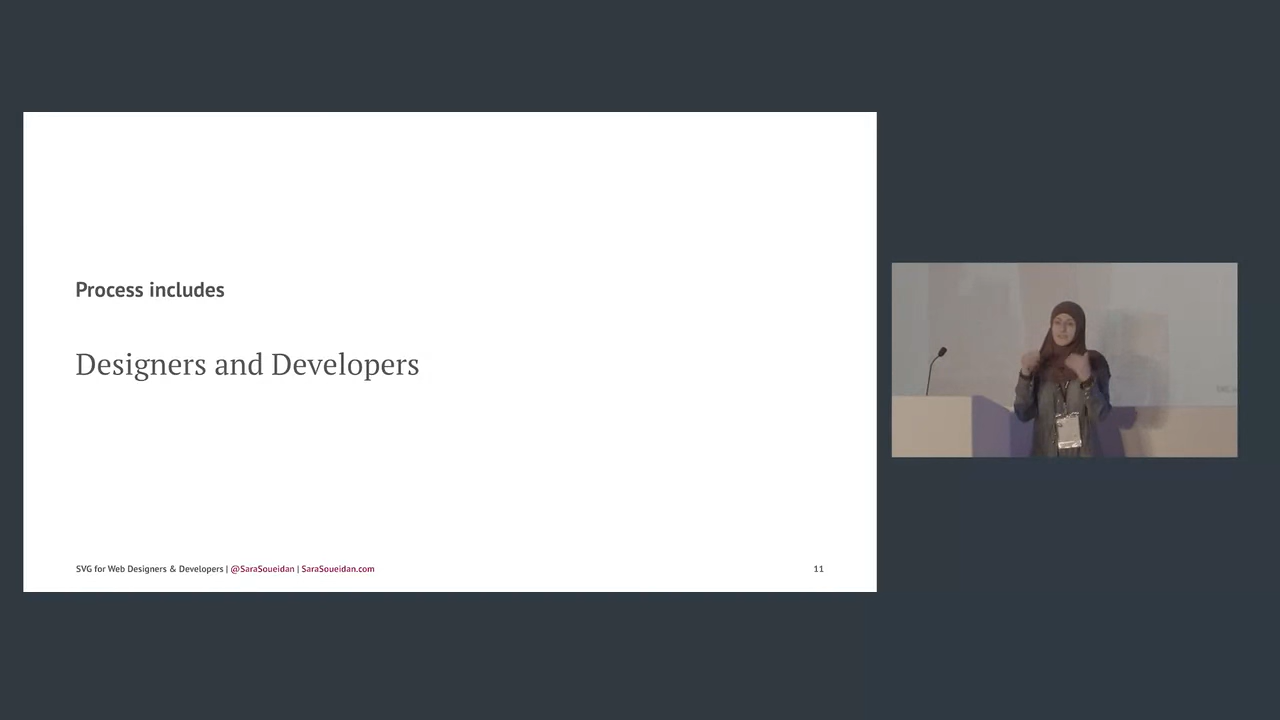 Process includes
Designers and Developers
SVG for Web Designers & Developers | @SaraSoueidan | SaraSoueidan.com
11